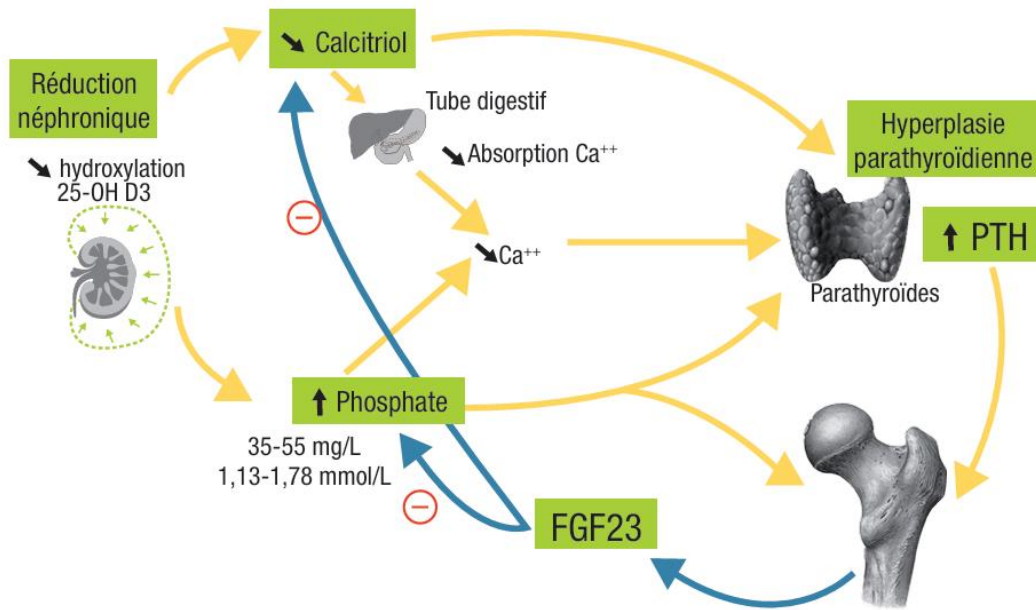 Réduction
néphronique
↘ hydroxylation
25-OH D3
↘ Calcitriol
Tube digestif
↘ Absorption Ca⁺⁺
↘ Ca⁺⁺
Hyperplasie
parathyroïdienne
↑ PTH
Parathyroïdes
↑ Phosphate
35-55 mg/L
1,13-1,78 mmol/L
−
−
FGF23